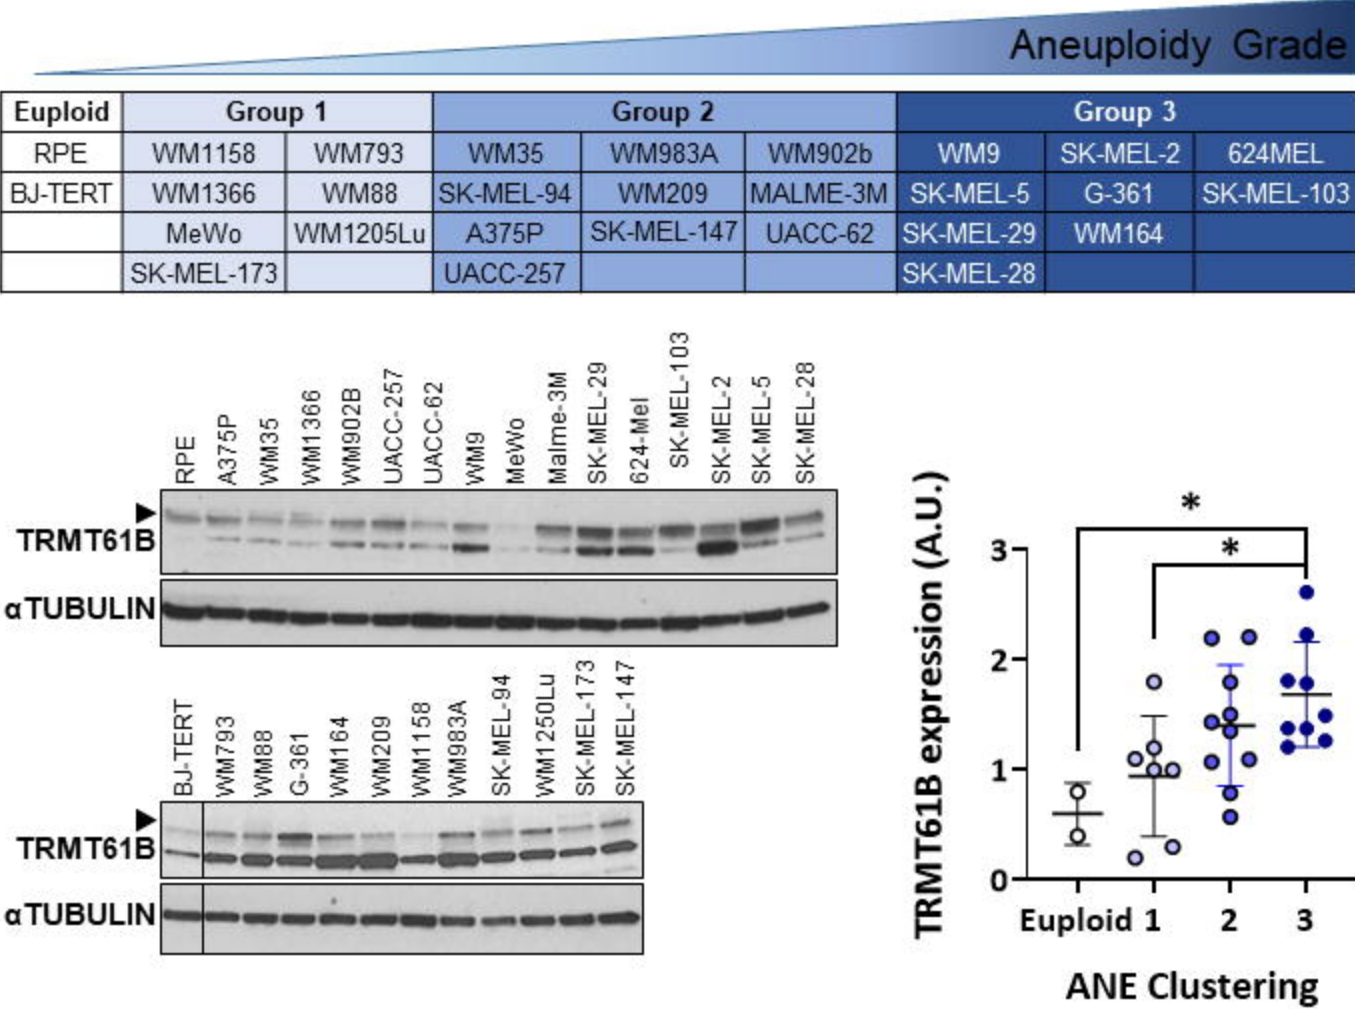 Aneuploidy Grade
Euploid Group 1 Group 2 Group 3
RPE WM1158 WM793 WM35 WM983A WM902b WM9 SK-MEL-2 624MEL
BJ-TERT WM1366 WM88 SK-MEL-94 WM209 MALME-3M SK-MEL-5 G-361 SK-MEL-103
MeWo WM1205Lu A375P SK-MEL-147 UACC-62 SK-MEL-29 WM164
SK-MEL-173 UACC-257 SK-MEL-28
RPE A375P WM35 WM1366 WM902B UACC-257 UACC-62 WM9 MeWo Malme-3M SK-MEL-29 624-Mel SK-MEL-103 SK-MEL-2 SK-MEL-5 SK-MEL-28
TRMT61B
αTUBULIN
BJ-TERT WM793 WM88 G-361 WM164 WM209 WM1158 WM983A SK-MEL-94 WM1250Lu SK-MEL-173 SK-MEL-147
TRMT61B
αTUBULIN
TRMT61B expression (A.U.)
*
*
3
2
1
0
Euploid 1 2 3
ANE Clustering